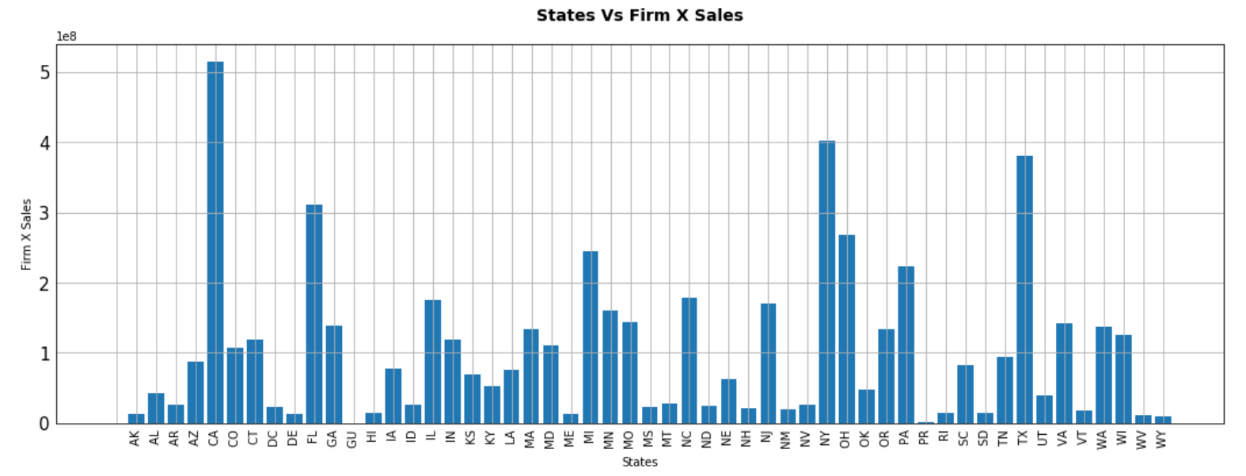 States Vs Firm X Sales
1e8
5
4
3
2
1
0
Firm X Sales
AK AL AR AZ CA CO CT DC DE FL GA GU HI IA ID IL IN KS KY LA MA MD ME MI MN MO MS MT NC ND NE NH NJ NM NV NY OH OK OR PA PR RI SC SD TN TX UT VA VT WA WI WV WY
States